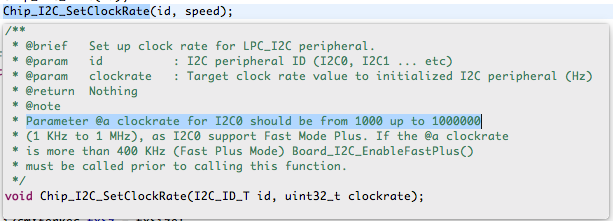 Chip_I2C_SetClockRate(id, speed);
/**
* @brief Set up clock rate for LPC_I2C peripheral.
* @param id : I2C peripheral ID (I2C0, I2C1 ... etc)
* @param clockrate : Target clock rate value to initialized I2C peripheral (Hz)
* @return Nothing
* @note
* Parameter @a clockrate for I2C0 should be from 1000 up to 1000000
* (1 KHz to 1 MHz), as I2C0 support Fast Mode Plus. If the @a clockrate
* is more than 400 KHz (Fast Plus Mode) Board_I2C_EnableFastPlus()
* must be called prior to calling this function.
*/
void Chip_I2C_SetClockRate(I2C_ID_T id, uint32_t clockrate);